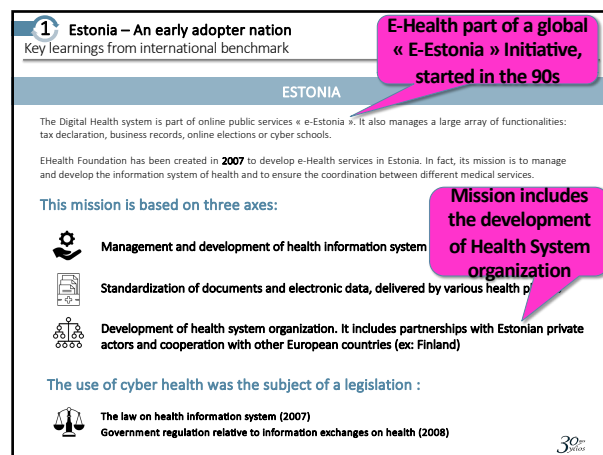 1 Estonia – An early adopter nation
Key learnings from international benchmark
E-Health part of a global
« E-Estonia » Initiative,
started in the 90s
ESTONIA
The Digital Health system is part of online public services « e-Estonia ». It also manages a large array of functionalities:
tax declaration, business records, online elections or cyber schools.
EHealth Foundation has been created in 2007 to develop e-Health services in Estonia. In fact, its mission is to manage
and develop the information system of health and to ensure the coordination between different medical services.
This mission is based on three axes:
Mission includes
the development
of Health System
organization
Management and development of health information system
Standardization of documents and electronic data, delivered by various health
Development of health system organization. It includes partnerships with Estonian private
actors and cooperation with other European countries (ex: Finland)
The use of cyber health was the subject of a legislation :
The law on health information system (2007)
Government regulation relative to information exchanges on health (2008)
30